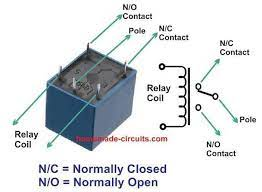 N/O
Contact
Pole
N/C
Contact
N/C
Contact
Relay
Coil
Pole
Relay
Coil
N/O
Contact
homemade-circuits.com
N/C = Normally Closed
N/O = Normally Open